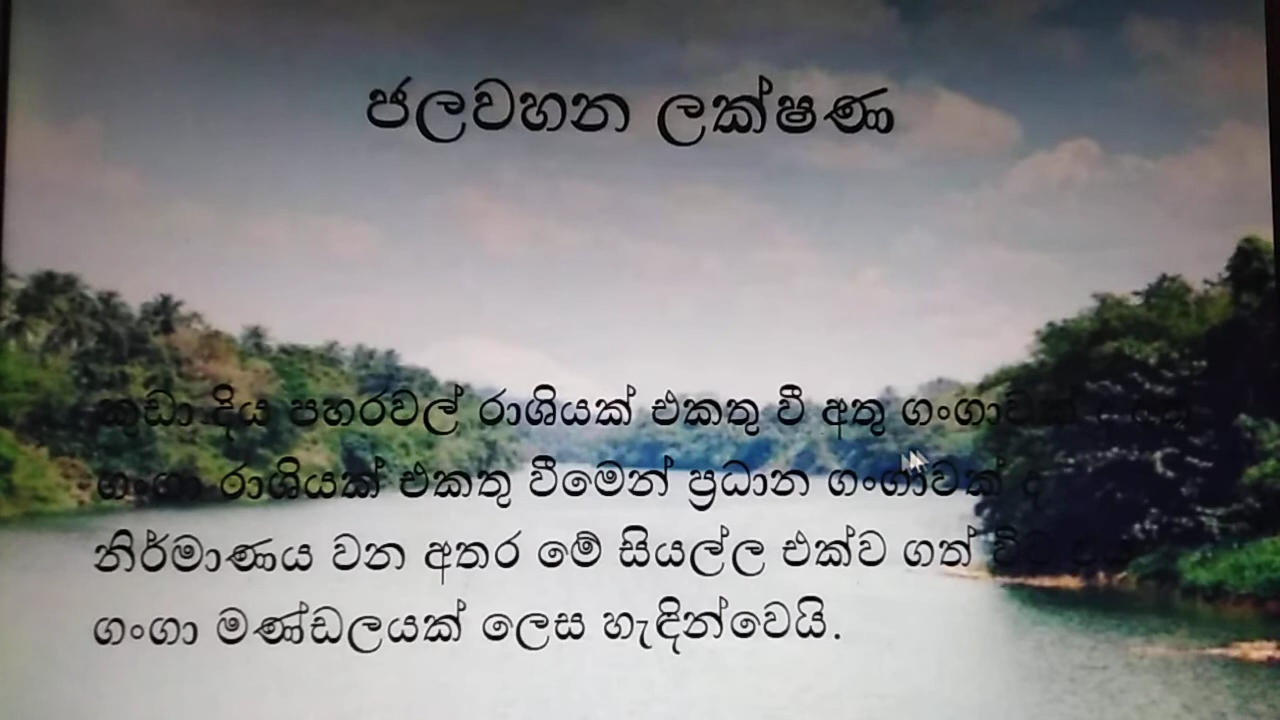 ජලවහන ලක්ෂණ
කුඩා දිය පහරවල් රාශියක් එකතු වී අතු ගංගාවක් ද අතු
ගංගා රාශියක් එකතු වීමෙන් ප්‍රධාන ගංගාවක් ද
නිර්මාණය වන අතර මේ සියල්ල එක්ව ගත් විට
ගංගා මණ්ඩලයක් ලෙස හැඳින්වෙයි.